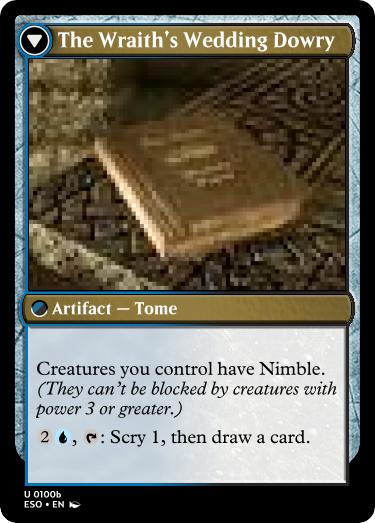 The Wraith's Wedding Dowry
Artifact — Tome
Creatures you control have Nimble.
(They can't be blocked by creatures with
power 3 or greater.)
2 , : Scry 1, then draw a card.
U 0100b
ESO • EN